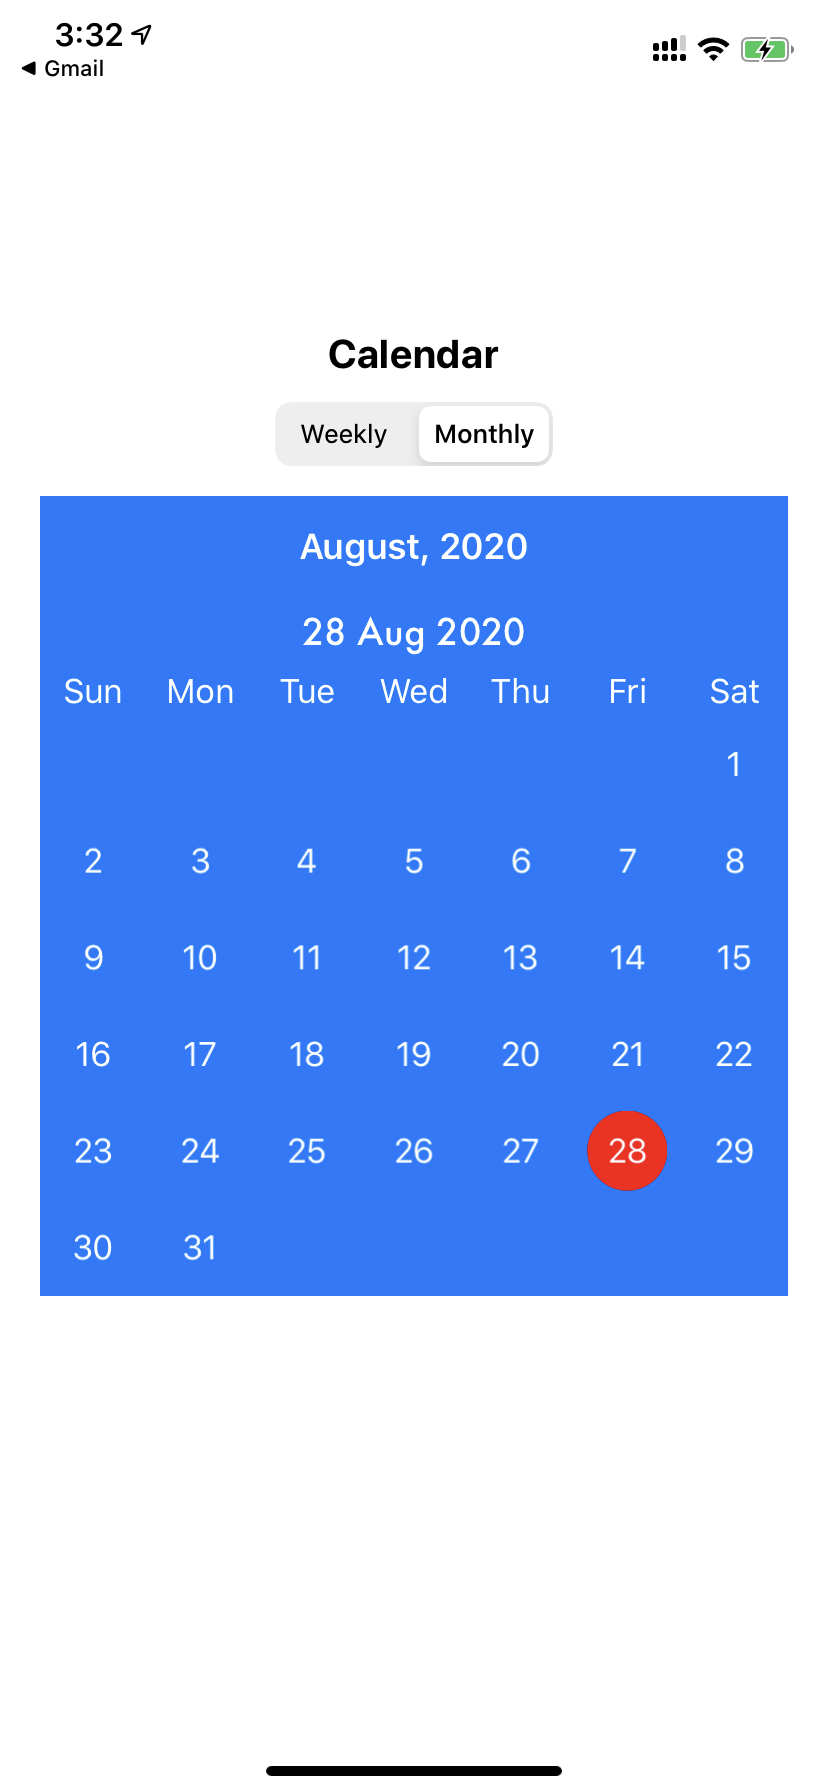 3:32
◀ Gmail
Calendar
Weekly Monthly
August, 2020
28 Aug 2020
Sun Mon Tue Wed Thu Fri Sat
1
2 3 4 5 6 7 8
9 10 11 12 13 14 15
16 17 18 19 20 21 22
23 24 25 26 27 28 29
30 31